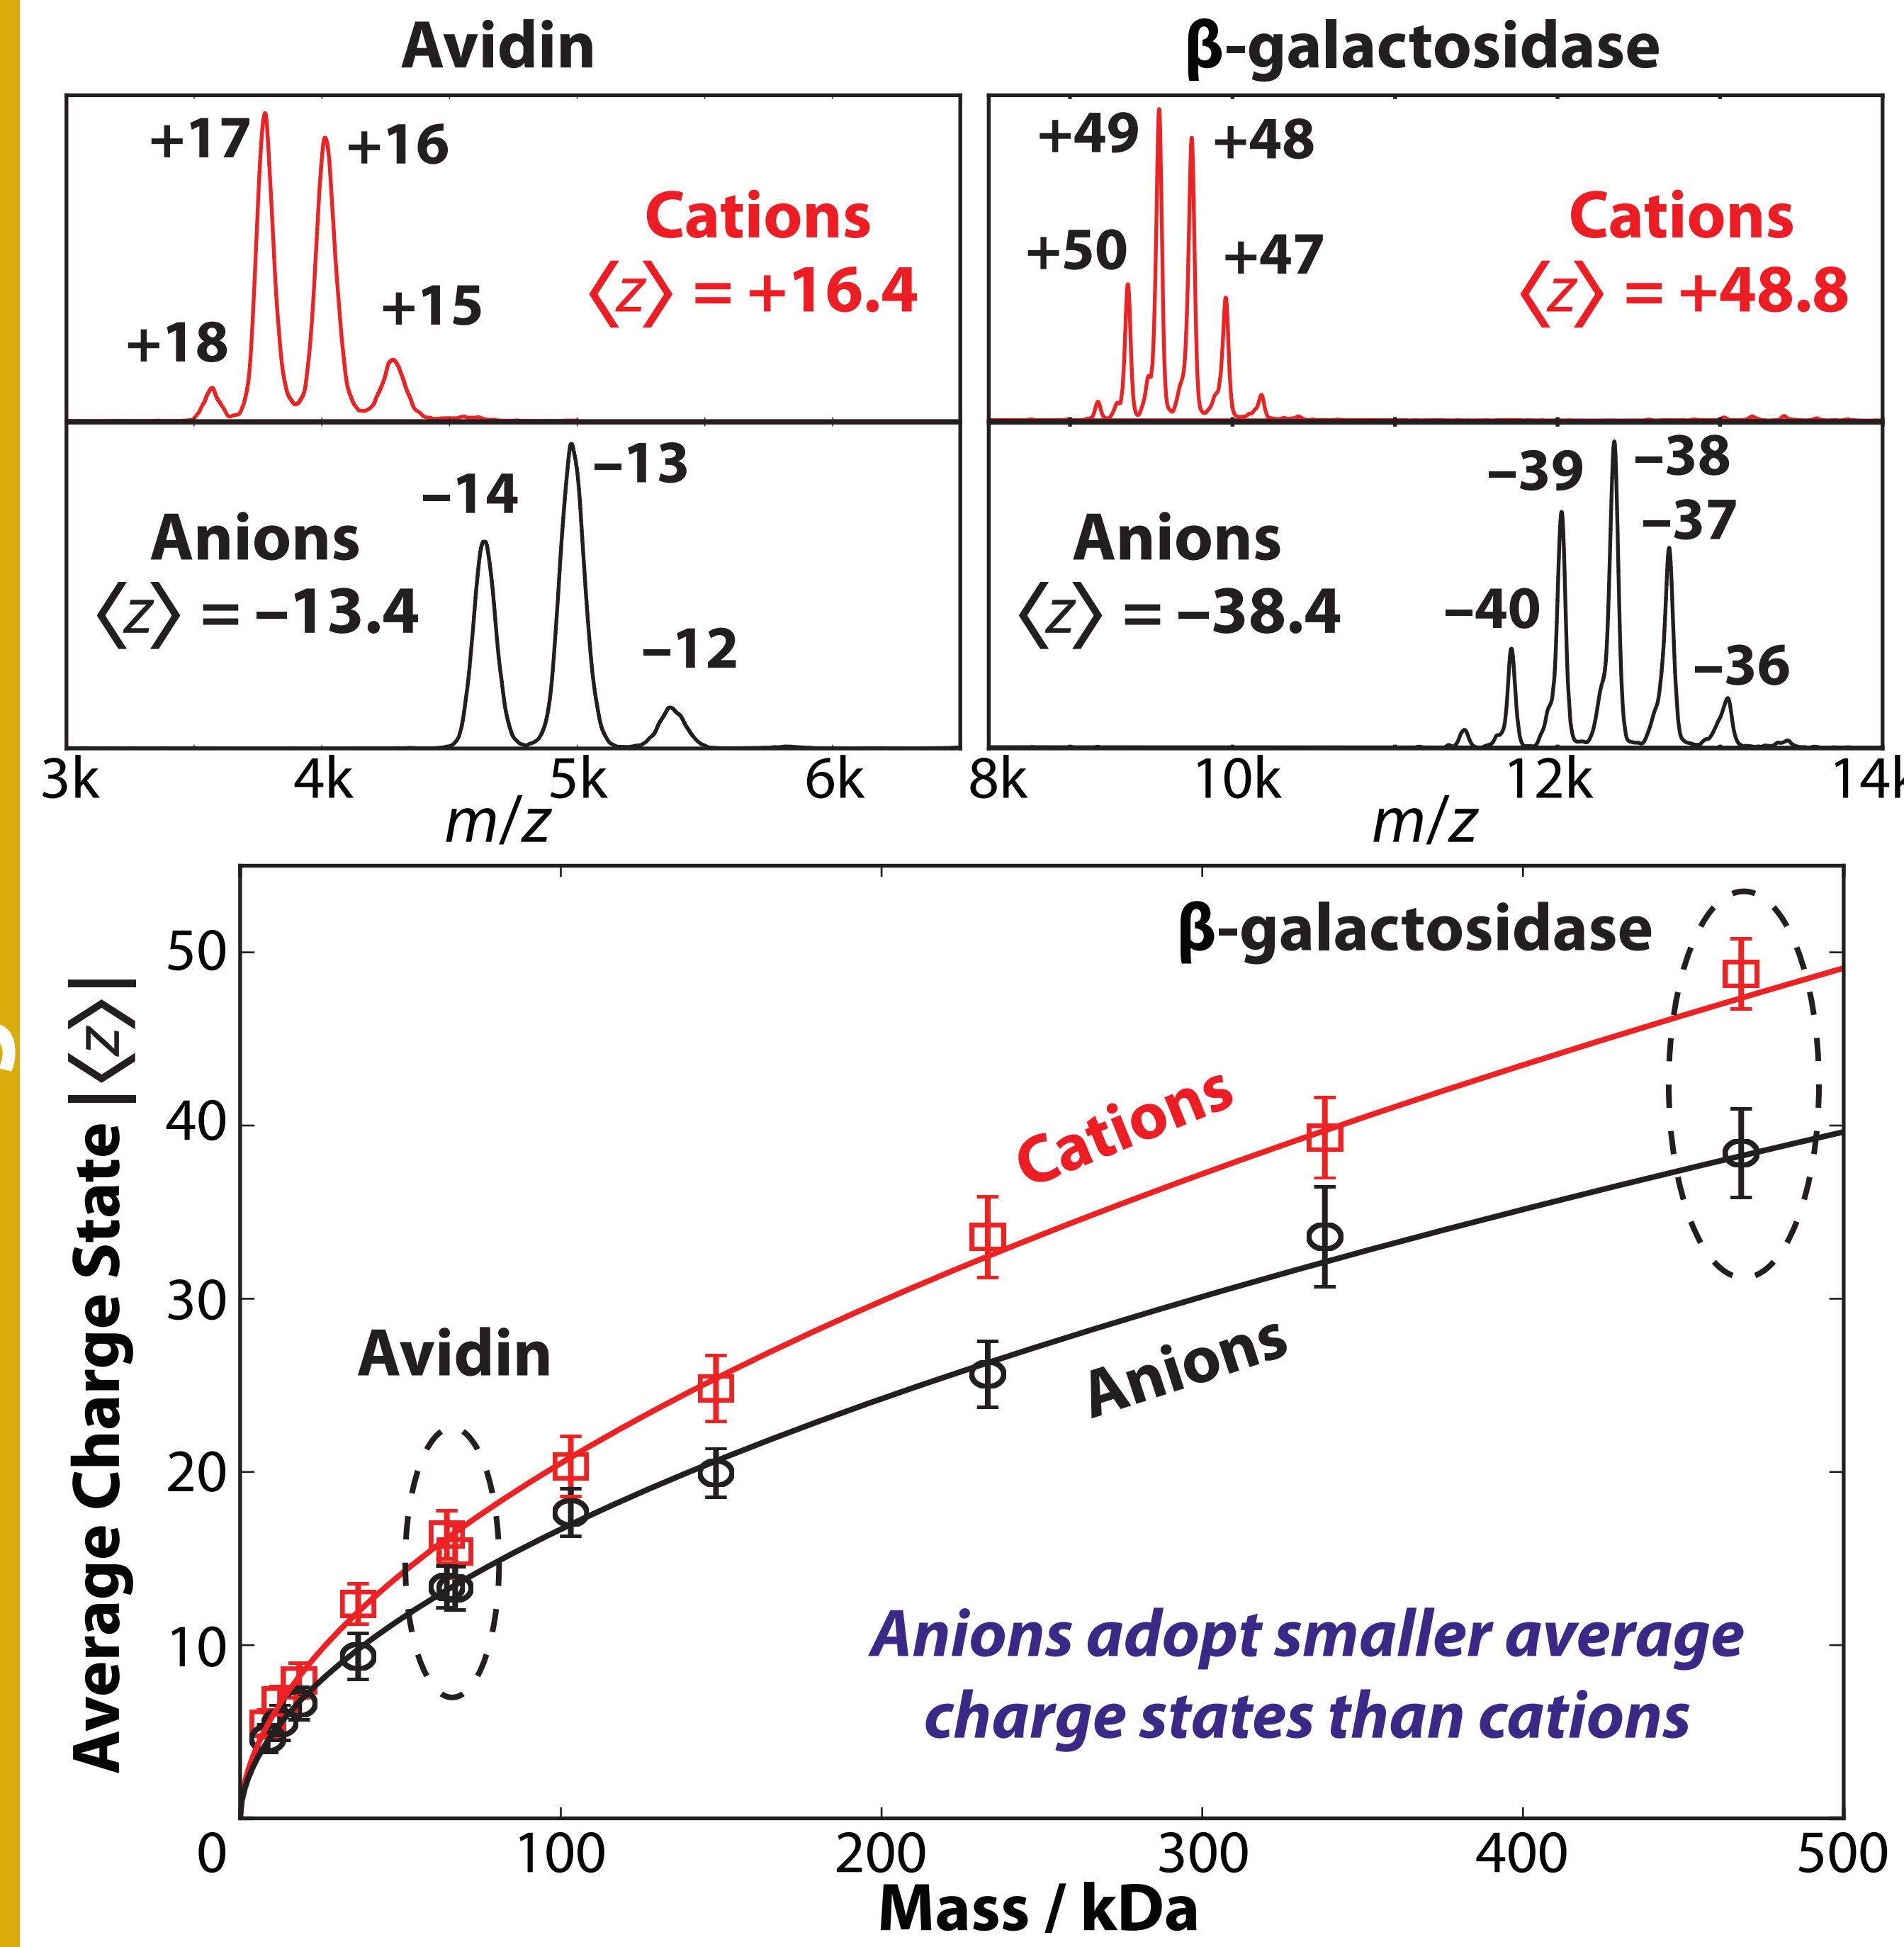 Avidin
β-galactosidase
+17
+16
+18
+15
Cations
⟨z⟩ = +16.4
+49
+48
+50
+47
Cations
⟨z⟩ = +48.8
−14
−13
−12
Anions
⟨z⟩ = −13.4
−39
−38
−37
−40
−36
Anions
⟨z⟩ = −38.4
3k 4k 5k 6k
m/z
8k 10k 12k 14k
m/z
Average Charge State |⟨z⟩|
50
40
30
20
10
β-galactosidase
Cations
Avidin
Anions
Anions adopt smaller average
charge states than cations
0 100 200 300 400 500
Mass / kDa